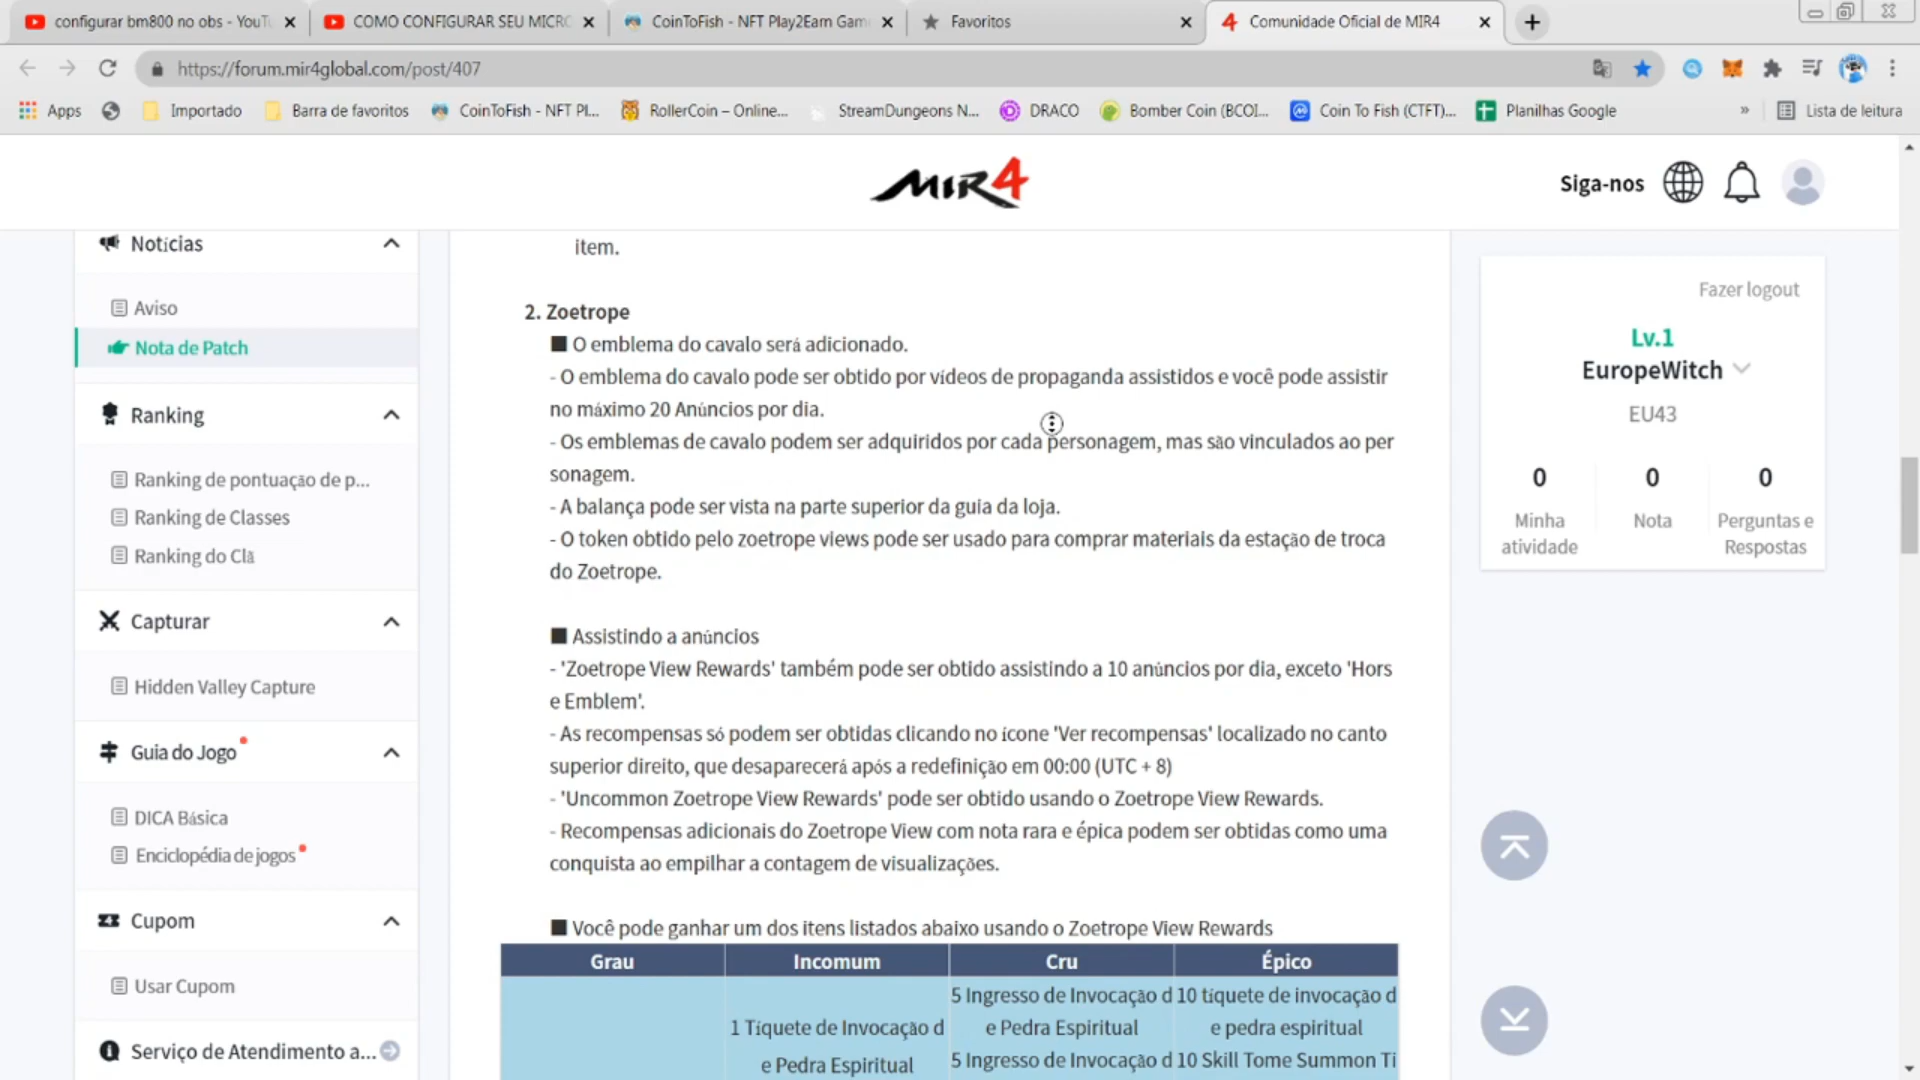 configurar bm800 no obs - YouTu
COMO CONFIGURAR SEU MICRO
CoinToFish - NFT Play2Earn Game
Favoritos
Comunidade Oficial de MIR4
https://forum.mir4global.com/post/407
Apps
Importado
Barra de favoritos
CoinToFish - NFT Pl...
RollerCoin – Online...
StreamDungeons N...
DRACO
Bomber Coin (BCOI...
Coin To Fish (CTFT)...
Planilhas Google
»
Lista de leitura
MIR4
Siga-nos
Notícias
Aviso
Nota de Patch
Ranking
Ranking de pontuação de p...
Ranking de Classes
Ranking do Clã
Capturar
Hidden Valley Capture
Guia do Jogo
DICA Básica
Enciclopédia de jogos
Cupom
Usar Cupom
Serviço de Atendimento a...
item.
2. Zoetrope
■ O emblema do cavalo será adicionado.
- O emblema do cavalo pode ser obtido por vídeos de propaganda assistidos e você pode assistir
no máximo 20 Anúncios por dia.
- Os emblemas de cavalo podem ser adquiridos por cada personagem, mas são vinculados ao per
sonagem.
- A balança pode ser vista na parte superior da guia da loja.
- O token obtido pelo zoetrope views pode ser usado para comprar materiais da estação de troca
do Zoetrope.
■ Assistindo a anúncios
- 'Zoetrope View Rewards' também pode ser obtido assistindo a 10 anúncios por dia, exceto 'Hors
e Emblem'.
- As recompensas só podem ser obtidas clicando no ícone 'Ver recompensas' localizado no canto
superior direito, que desaparecerá após a redefinição em 00:00 (UTC + 8)
- 'Uncommon Zoetrope View Rewards' pode ser obtido usando o Zoetrope View Rewards.
- Recompensas adicionais do Zoetrope View com nota rara e épica podem ser obtidas como uma
conquista ao empilhar a contagem de visualizações.
■ Você pode ganhar um dos itens listados abaixo usando o Zoetrope View Rewards
Grau
Incomum
Cru
Épico
1 Tíquete de Invocação d
e Pedra Espiritual
5 Ingresso de Invocação d
e Pedra Espiritual
5 Ingresso de Invocação d
10 tíquete de invocação d
e pedra espiritual
10 Skill Tome Summon Ti
Fazer logout
Lv.1
EuropeWitch
EU43
0
0
0
Minha
atividade
Nota
Perguntas e
Respostas